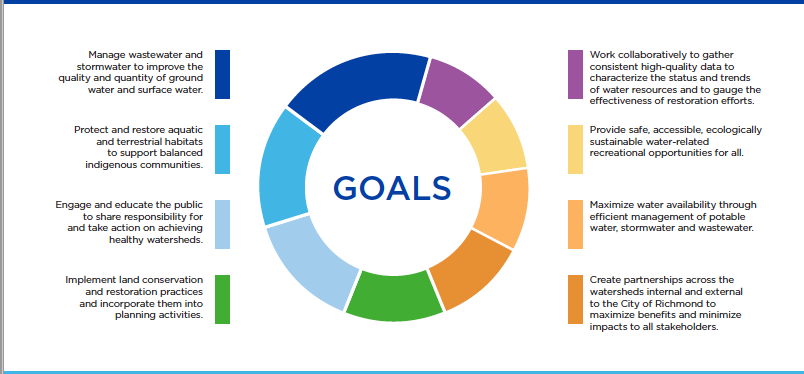 Manage wastewater and
stormwater to improve the
quality and quantity of ground
water and surface water.
Protect and restore aquatic
and terrestrial habitats
to support balanced
indigenous communities.
Engage and educate the public
to share responsibility for
and take action on achieving
healthy watersheds.
Implement land conservation
and restoration practices
and incorporate them into
planning activities.
GOALS
Work collaboratively to gather
consistent high-quality data to
characterize the status and trends
of water resources and to gauge the
effectiveness of restoration efforts.
Provide safe, accessible, ecologically
sustainable water-related
recreational opportunities for all.
Maximize water availability through
efficient management of potable
water, stormwater and wastewater.
Create partnerships across the
watersheds internal and external
to the City of Richmond to
maximize benefits and minimize
impacts to all stakeholders.